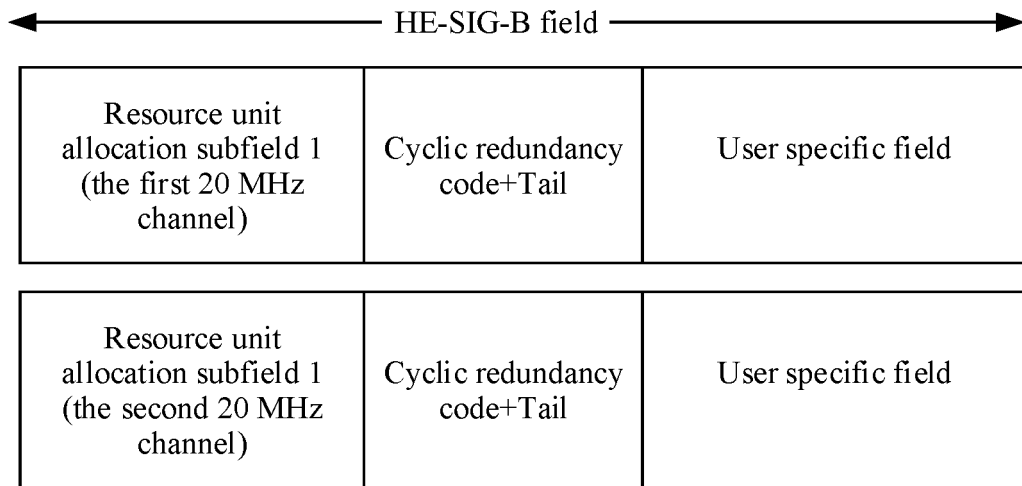 HE-SIG-B field
Resource unit
allocation subfield 1
(the first 20 MHz
channel)
Cyclic redundancy
code+Tail
User specific field
Resource unit
allocation subfield 1
(the second 20 MHz
channel)
Cyclic redundancy
code+Tail
User specific field